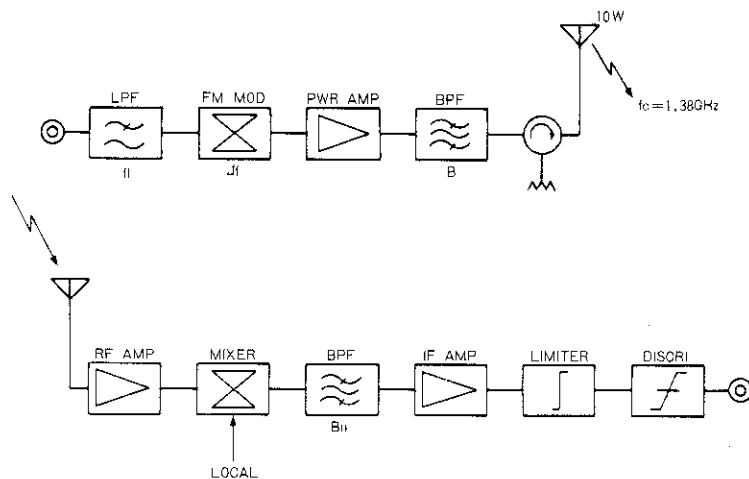 10W
LPF FM MOD PWR AMP BPF
fc=1.38GHz
Δf B
RF AMP MIXER BPF IF AMP LIMITER DISCRI
LOCAL